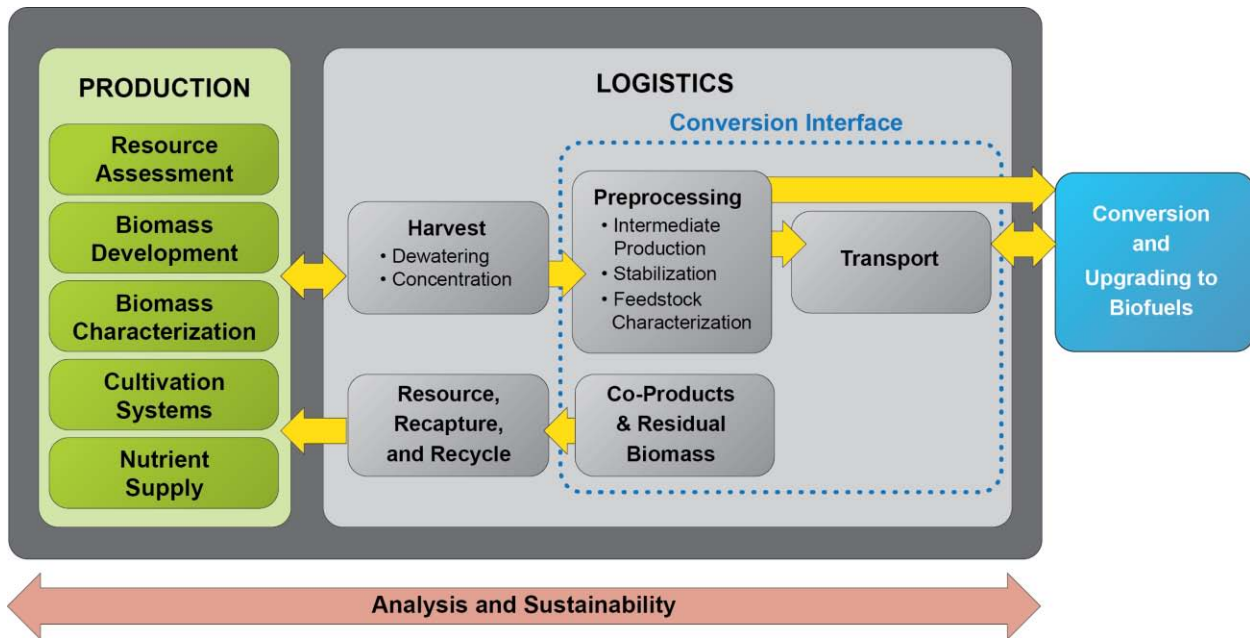 PRODUCTION
Resource
Assessment
Biomass
Development
Biomass
Characterization
Cultivation
Systems
Nutrient
Supply
LOGISTICS
Conversion Interface
Harvest
• Dewatering
• Concentration
Preprocessing
• Intermediate
Production
• Stabilization
• Feedstock
Characterization
Transport
Resource,
Recapture,
and Recycle
Co-Products
& Residual
Biomass
Conversion
and
Upgrading to
Biofuels
Analysis and Sustainability